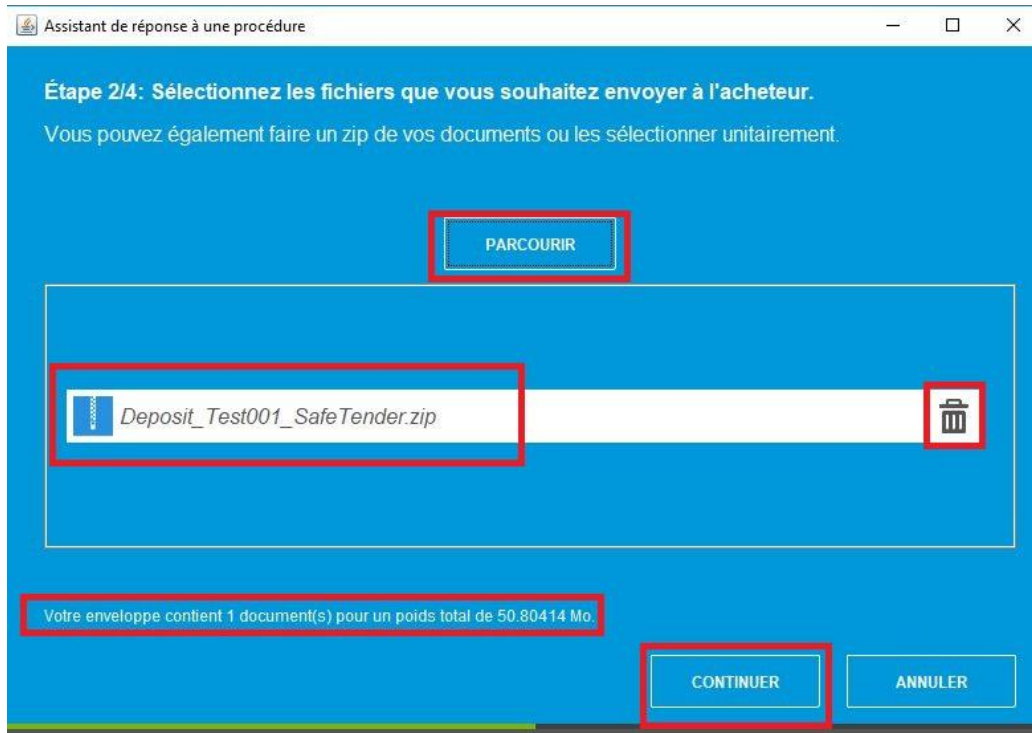 Assistant de réponse à une procédure
Étape 2/4: Sélectionnez les fichiers que vous souhaitez envoyer à l'acheteur.
Vous pouvez également faire un zip de vos documents ou les sélectionner unitairement.
PARCOURIR
Deposit_Test001_SafeTender.zip
Votre enveloppe contient 1 document(s) pour un poids total de 50.80414 Mo.
CONTINUER
ANNULER